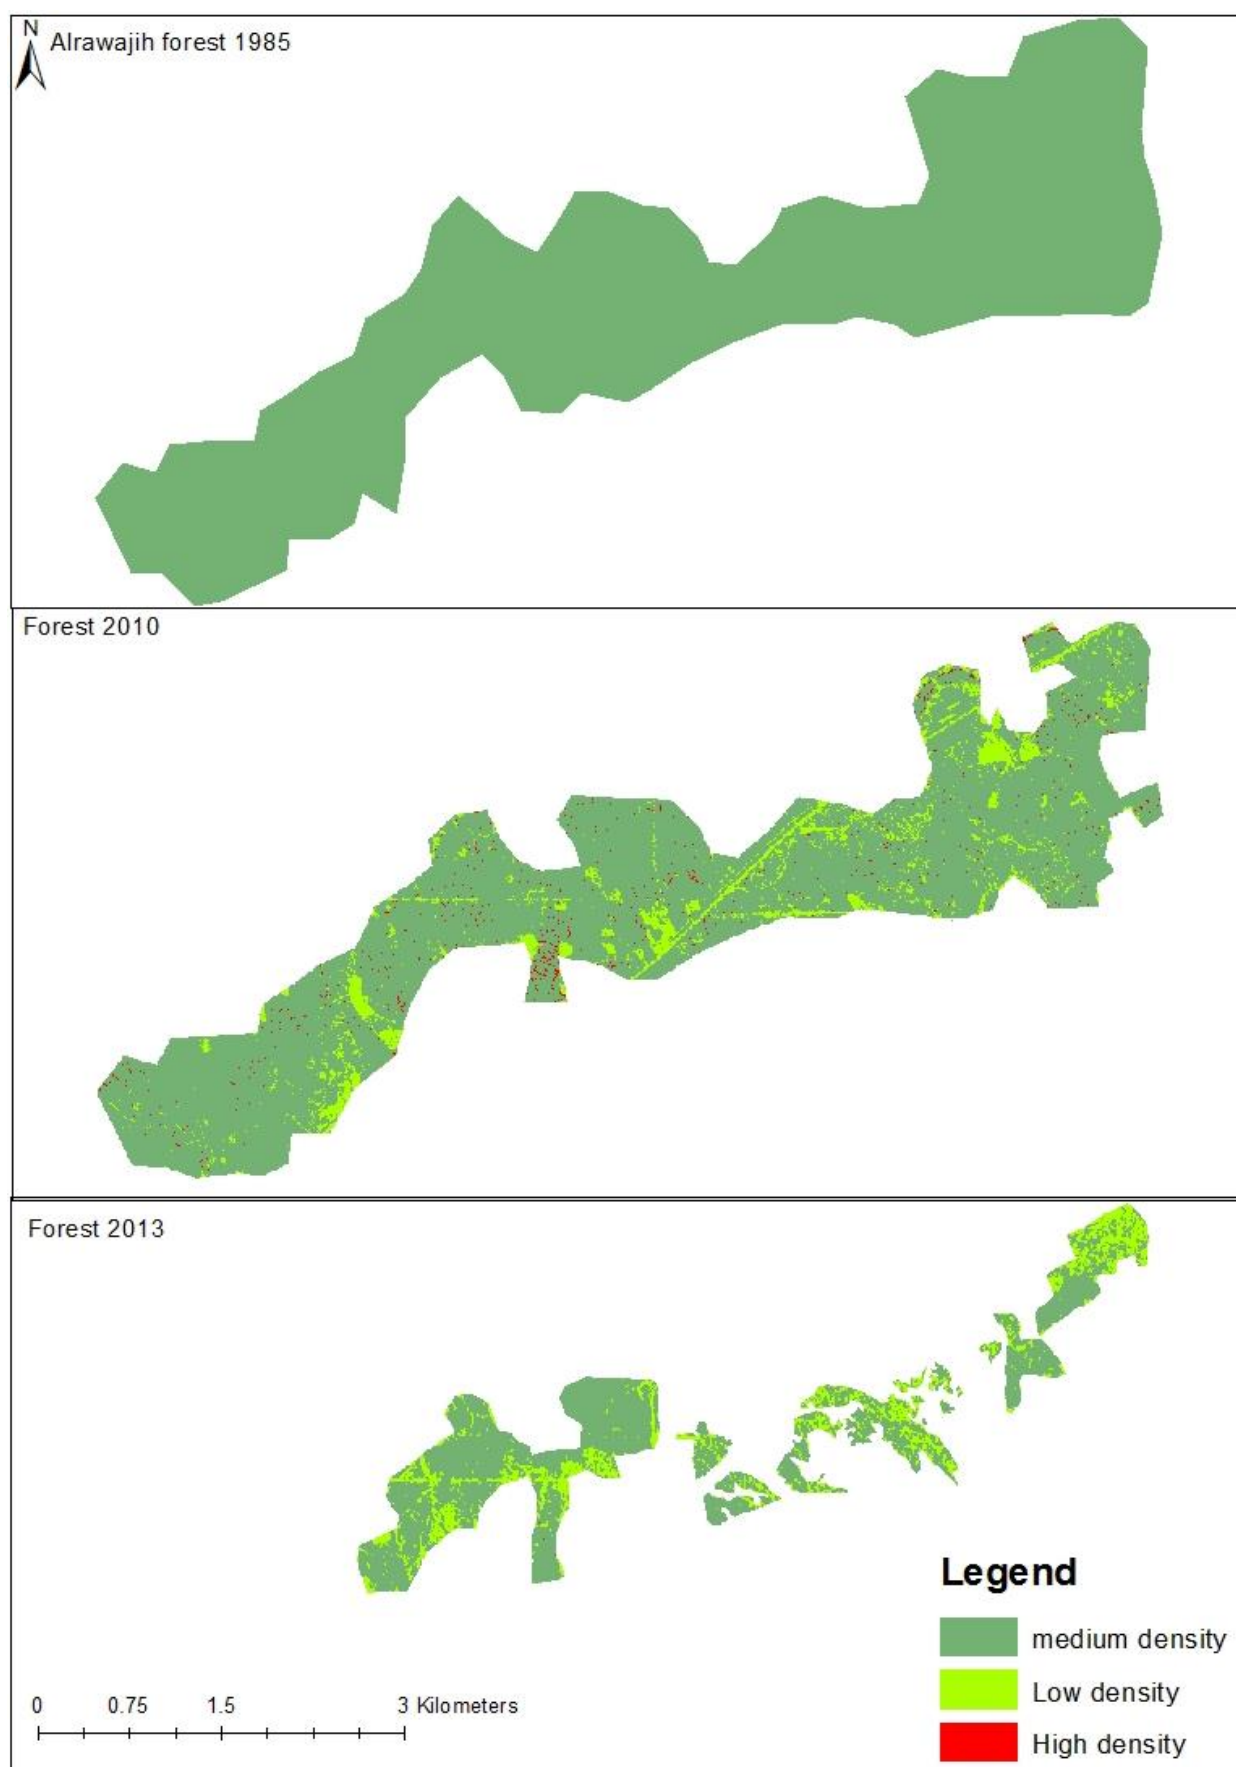 N
Alrawajih forest 1985
Forest 2010
Forest 2013
Legend
medium density
Low density
High density
0 0.75 1.5 3 Kilometers